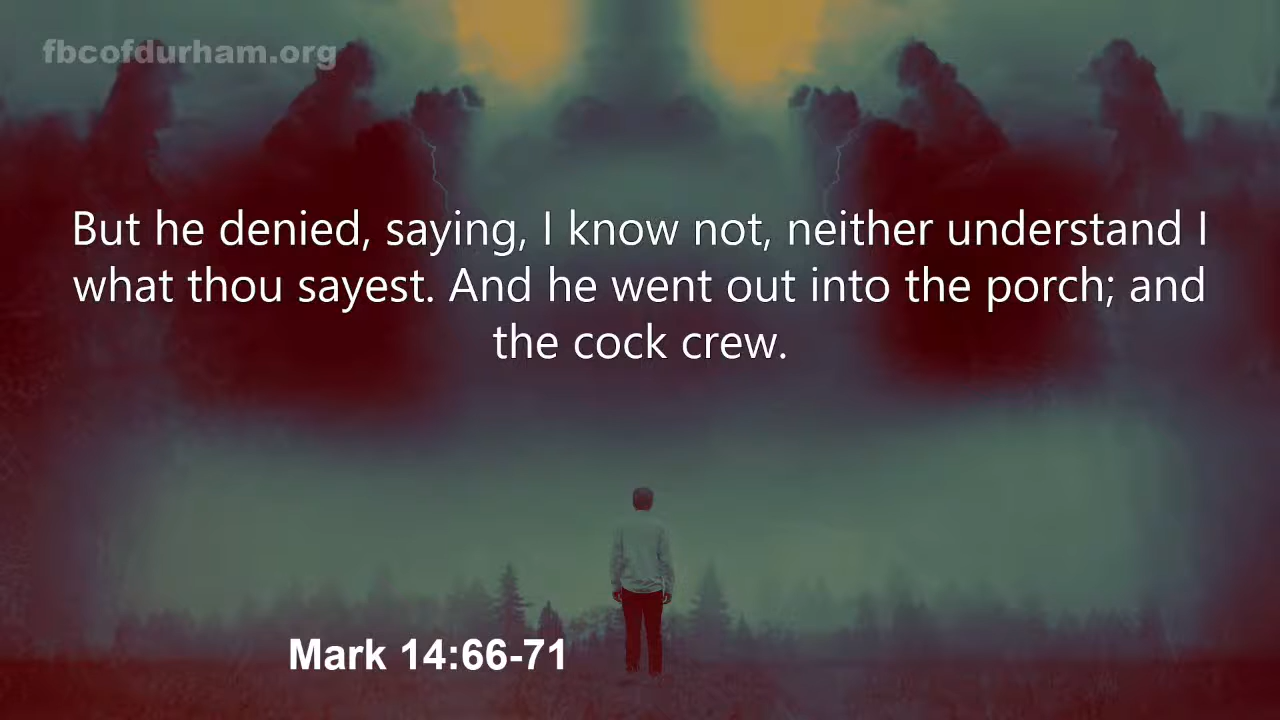 fbcofdurham.org
But he denied, saying, I know not, neither understand I
what thou sayest. And he went out into the porch; and
the cock crew.
Mark 14:66-71